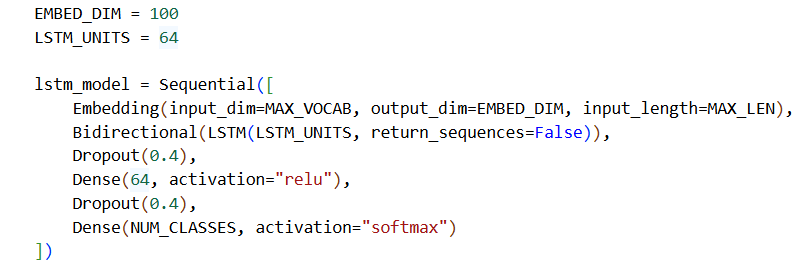 EMBED_DIM = 100
LSTM_UNITS = 64

lstm_model = Sequential([
    Embedding(input_dim=MAX_VOCAB, output_dim=EMBED_DIM, input_length=MAX_LEN),
    Bidirectional(LSTM(LSTM_UNITS, return_sequences=False)),
    Dropout(0.4),
    Dense(64, activation="relu"),
    Dropout(0.4),
    Dense(NUM_CLASSES, activation="softmax")
])